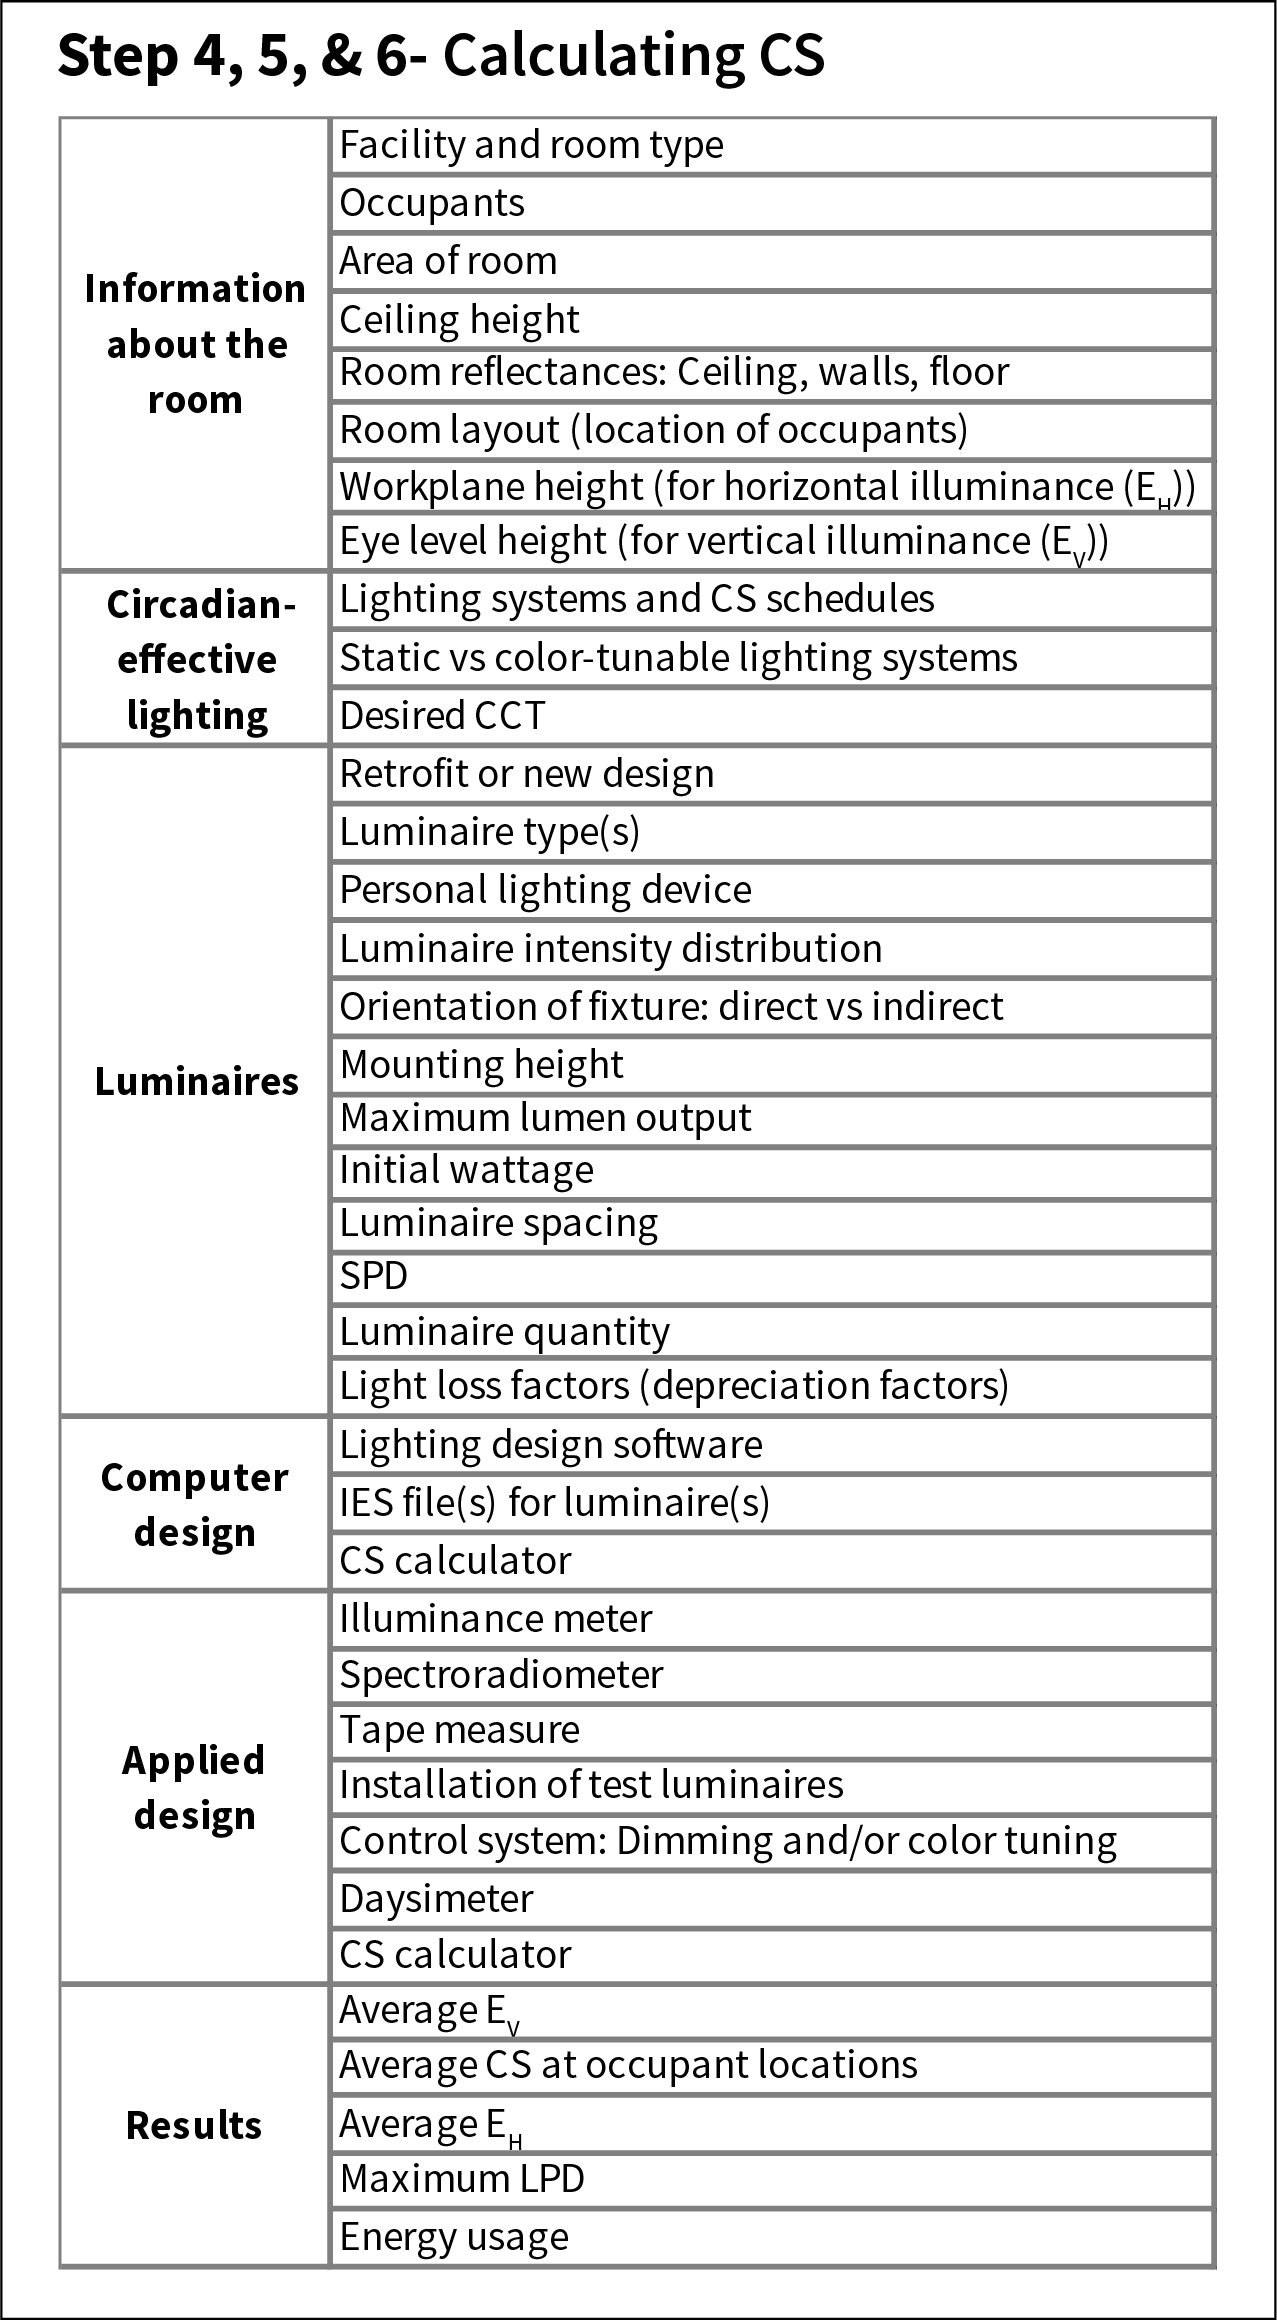 Step 4, 5, & 6- Calculating CS
Information
about the
room
Facility and room type
Occupants
Area of room
Ceiling height
Room reflectances: Ceiling, walls, floor
Room layout (location of occupants)
Workplane height (for horizontal illuminance (EH))
Eye level height (for vertical illuminance (EV))
Circadian-
effective
lighting
Lighting systems and CS schedules
Static vs color-tunable lighting systems
Desired CCT
Luminaires
Retrofit or new design
Luminaire type(s)
Personal lighting device
Luminaire intensity distribution
Orientation of fixture: direct vs indirect
Mounting height
Maximum lumen output
Initial wattage
Luminaire spacing
SPD
Luminaire quantity
Light loss factors (depreciation factors)
Computer
design
Lighting design software
IES file(s) for luminaire(s)
CS calculator
Applied
design
Illuminance meter
Spectroradiometer
Tape measure
Installation of test luminaires
Control system: Dimming and/or color tuning
Daysimeter
CS calculator
Results
Average EV
Average CS at occupant locations
Average EH
Maximum LPD
Energy usage